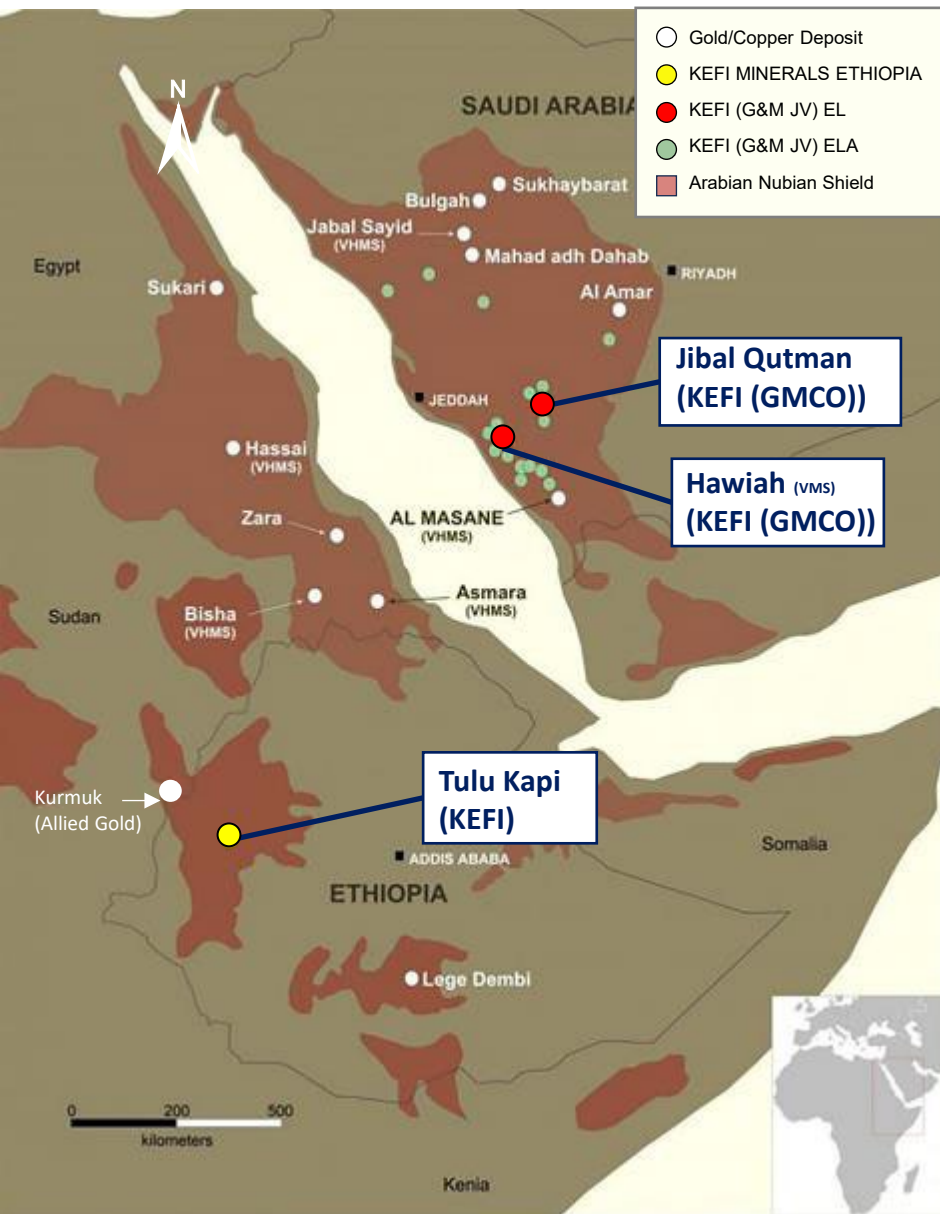 Gold/Copper Deposit
KEFI MINERALS ETHIOPIA
KEFI (G&M JV) EL
KEFI (G&M JV) ELA
Arabian Nubian Shield
N
SAUDI ARABIA
Sukhaybarat
Bulgah
Jabal Sayid
(VHMS)
Mahad adh Dahab
Egypt
RIYADH
Sukari
Al Amar
Jibal Qutman
(KEFI (GMCO))
JEDDAH
Hassai
(VHMS)
Hawiah (VMS)
(KEFI (GMCO))
Zara
AL MASANE
(VHMS)
Asmara
(VHMS)
Bisha
(VHMS)
Sudan
Tulu Kapi
(KEFI)
Kurmuk
(Allied Gold)
Somalia
ADDIS ABABA
ETHIOPIA
Lege Dembi
0 200 500
kilometers
Kenia